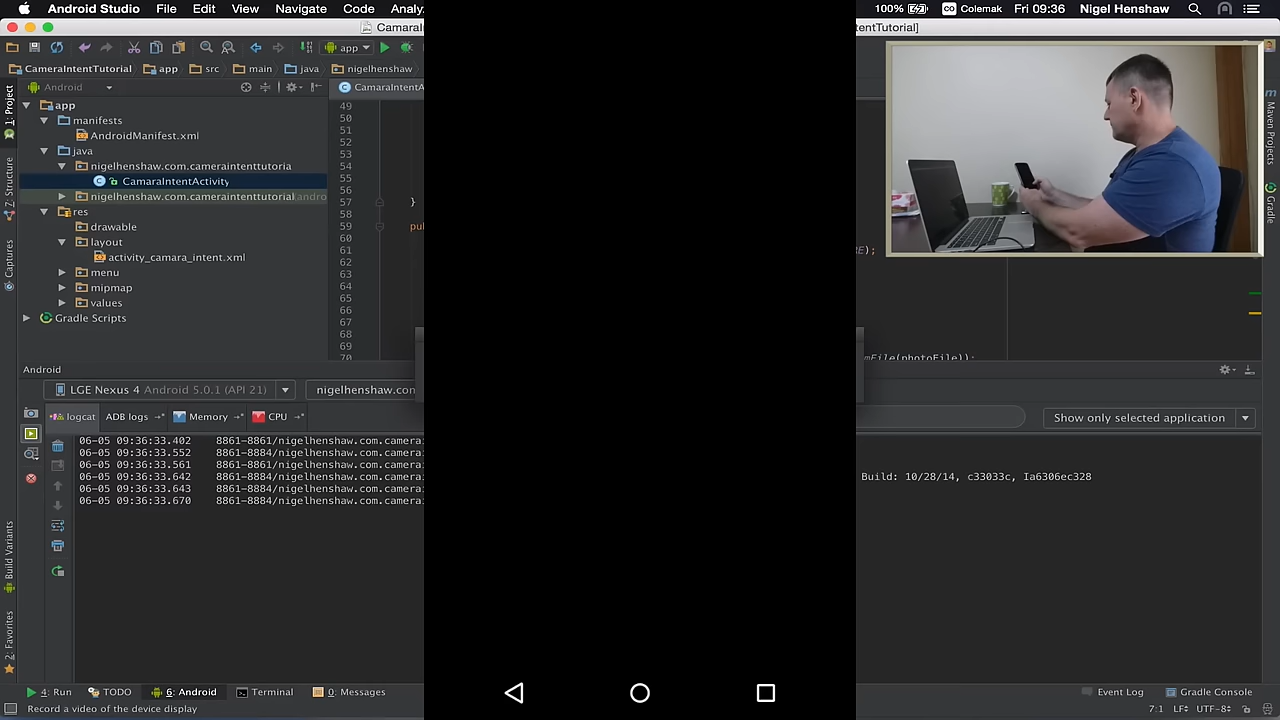 Android Studio File Edit View Navigate Code Analy
100% Colemak Fri 09:36 Nigel Henshaw
Camaral
entTutorial]
app
CameraIntentTutorial app src main java nigelhenshaw
Android
CamaraIntentA
1: Project
Z: Structure
Captures
Build Variants
2: Favorites
m Maven Projects
Gradle
app
manifests
AndroidManifest.xml
java
nigelhenshaw.com.cameraintenttutoria
CamaraIntentActivity
nigelhenshaw.com.cameraintenttutorial(andro
res
drawable
layout
activity_camara_intent.xml
menu
mipmap
values
Gradle Scripts
49
50
51
52
53
54
55
56
57 }
58
59 pu
60
61 RE);
62
63
64
65
66
67
68
69
70 mFile(photoFile));
Android
LGE Nexus 4 Android 5.0.1 (API 21) nigelhenshaw.con
logcat ADB logs Memory CPU
Show only selected application
06-05 09:36:33.402 8861-8861/nigelhenshaw.com.camerai
06-05 09:36:33.552 8861-8884/nigelhenshaw.com.camerai
06-05 09:36:33.561 8861-8884/nigelhenshaw.com.camerai
06-05 09:36:33.642 8861-8884/nigelhenshaw.com.camerai Build: 10/28/14, c33033c, Ia6306ec328
06-05 09:36:33.643 8861-8884/nigelhenshaw.com.camerai
06-05 09:36:33.670 8861-8884/nigelhenshaw.com.camerai
4: Run TODO 6: Android Terminal 0: Messages Event Log Gradle Console
Record a video of the device display 7:1 LF UTF-8